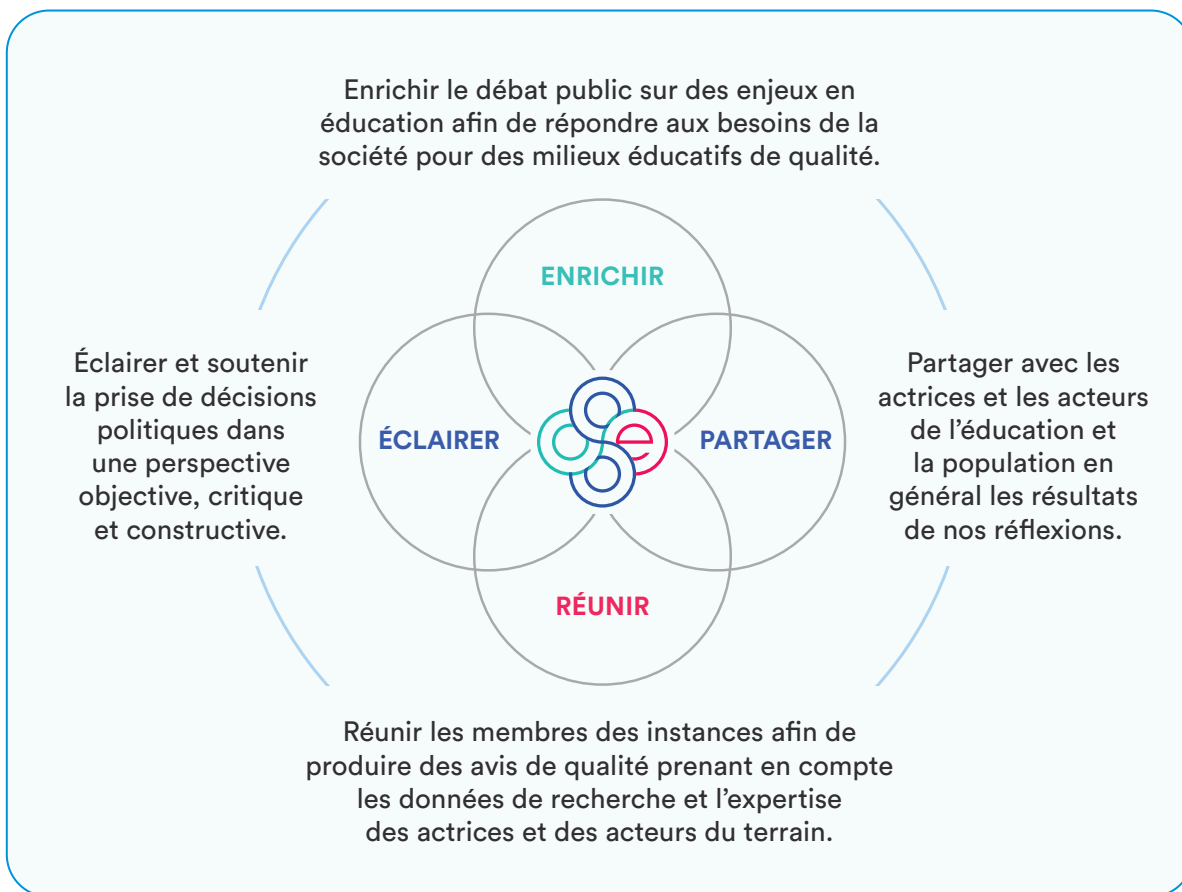 Enrichir le débat public sur des enjeux en
éducation afin de répondre aux besoins de la
société pour des milieux éducatifs de qualité.
ENRICHIR
Éclairer et soutenir
la prise de décisions
politiques dans
une perspective
objective, critique
et constructive.
ÉCLAIRER
PARTAGER
Partager avec les
actrices et les acteurs
de l’éducation et
la population en
général les résultats
de nos réflexions.
RÉUNIR
Réunir les membres des instances afin de
produire des avis de qualité prenant en compte
les données de recherche et l’expertise
des actrices et des acteurs du terrain.